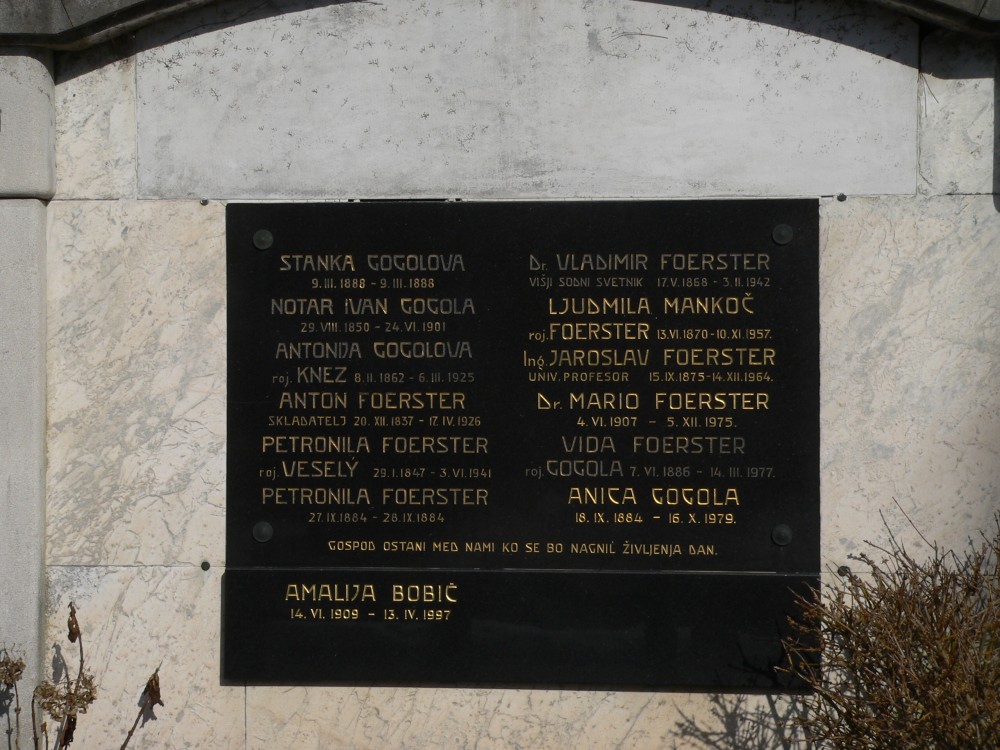 STANKA GOGOLOVA
9. III. 1888 - 9. III. 1888
NOTAR IVAN GOGOLA
29. VIII. 1850 - 24. VI. 1901
ANTONIJA GOGOLOVA
roj. KNEZ 8. II. 1862 - 6. III. 1925
ANTON FOERSTER
SKLADATELJ 20. XII. 1837 - 17. IV. 1926
PETRONILA FOERSTER
roj. VESELÝ 29. I. 1847 - 3. VI. 1941
PETRONILA FOERSTER
27. IX. 1884 - 28. IX. 1884
Dr. VLADIMIR FOERSTER
VIŠJI SODNI SVETNIK 17. V. 1868 - 3. II. 1942
LJUDMILA MANKOČ
roj. FOERSTER 13. VI. 1870 - 10. XI. 1957.
Ing. JAROSLAV FOERSTER
UNIV. PROFESOR 15. IX. 1875 - 14. XII. 1964.
Dr. MARIO FOERSTER
4. VI. 1907 - 5. XII. 1975.
VIDA FOERSTER
roj. GOGOLA 7. VI. 1886 - 14. III. 1977.
ANICA GOGOLA
18. IX. 1884 - 16. X. 1979.
GOSPOD OSTANI MED NAMI KO SE BO NAGNIL ŽIVLJENJA DAN.
AMALIJA BOBIČ
14. VI. 1909 - 13. IV. 1997